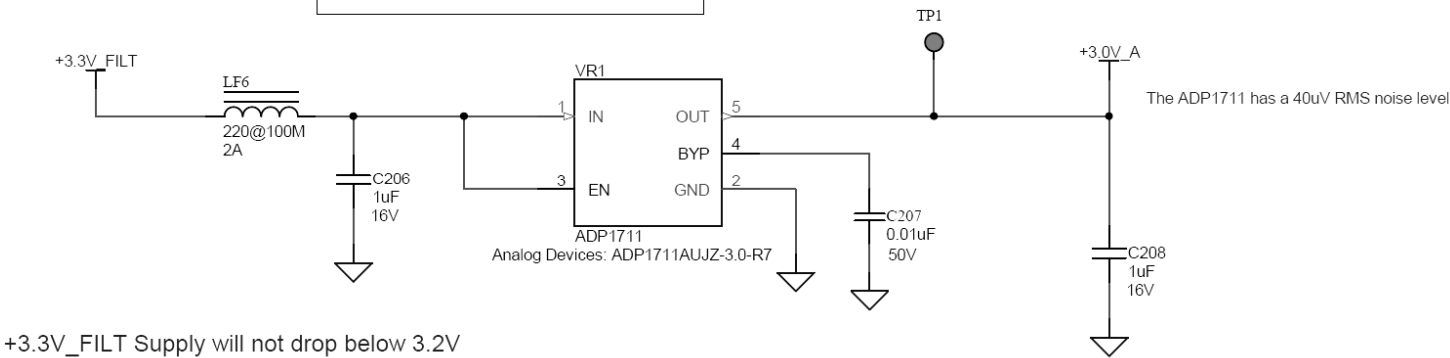 TP1
+3.3V_FILT
+3.0V_A
LF6
VR1
The ADP1711 has a 40uV RMS noise level
1
IN
OUT
5
220@100M
2A
BYP
4
C206
1uF
16V
3
EN
GND
2
C207
0.01uF
50V
ADP1711
Analog Devices: ADP1711AUJZ-3.0-R7
C208
1uF
16V
+3.3V_FILT Supply will not drop below 3.2V